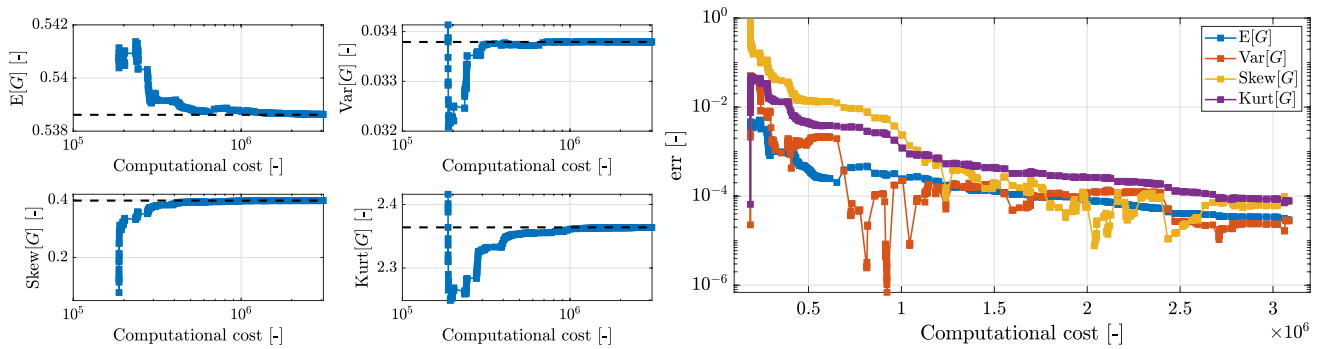 E[G] [-]
0.542
0.54
0.538
10^5
10^6
Computational cost [-]
Var[G] [-]
0.034
0.033
0.032
10^5
10^6
Computational cost [-]
Skew[G] [-]
0.4
0.2
10^5
10^6
Computational cost [-]
Kurt[G] [-]
2.4
2.3
10^5
10^6
Computational cost [-]
err [-]
10^0
10^-2
10^-4
10^-6
E[G]
Var[G]
Skew[G]
Kurt[G]
0.5
1
1.5
2
2.5
3
Computational cost [-]
×10^6